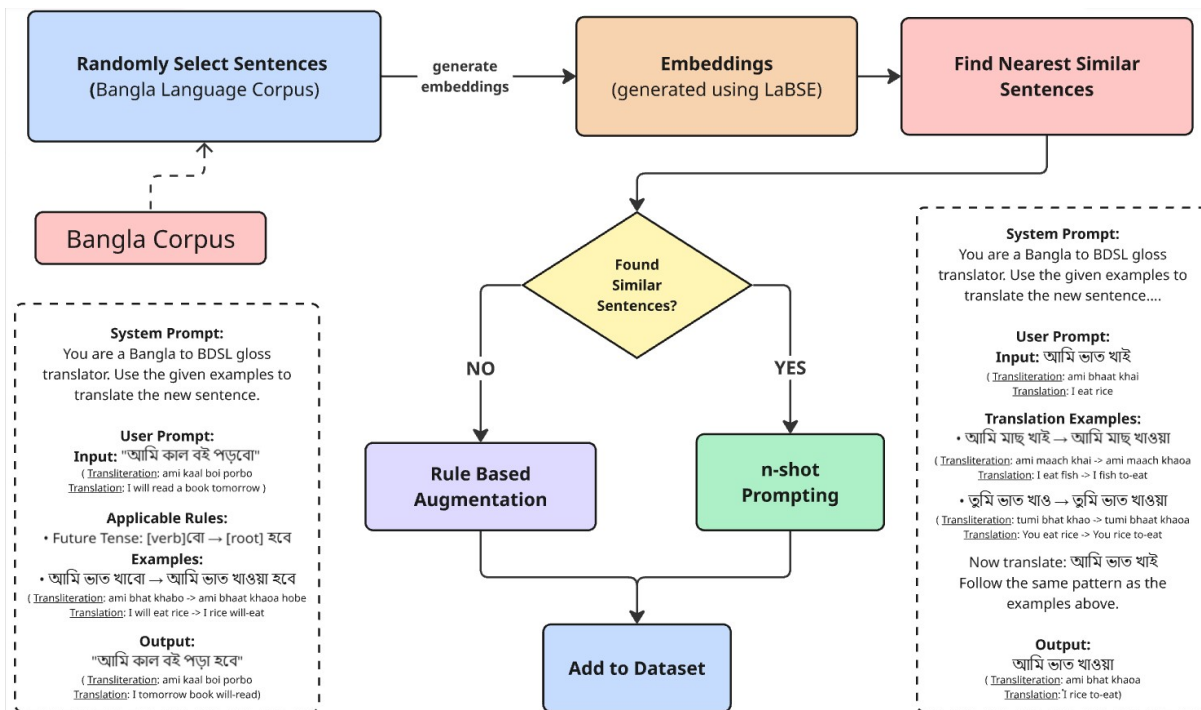 Randomly Select Sentences
(Bangla Language Corpus)
generate
embeddings
Embeddings
(generated using LaBSE)
Find Nearest Similar
Sentences
Bangla Corpus
Found
Similar
Sentences?
NO
YES
Rule Based
Augmentation
n-shot
Prompting
Add to Dataset
System Prompt:
You are a Bangla to BDSL gloss
translator. Use the given examples to
translate the new sentence.
User Prompt:
Input: "আমি কাল বই পড়বো"
( Transliteration: ami kaal boi porbo
Translation: I will read a book tomorrow )
Applicable Rules:
• Future Tense: [verb]বো → [root] হবে
Examples:
• আমি ভাত খাবো → আমি ভাত খাওয়া হবে
( Transliteration: ami bhat khabo -> ami bhaat khaoa hobe
Translation: I will eat rice -> I rice will-eat
Output:
"আমি কাল বই পড়া হবে"
( Transliteration: ami kaal boi porbo
Translation: I tomorrow book will-read)
System Prompt:
You are a Bangla to BDSL gloss
translator. Use the given examples to
translate the new sentence....
User Prompt:
Input: আমি ভাত খাই
( Transliteration: ami bhaat khai
Translation: I eat rice
Translation Examples:
• আমি মাছ খাই → আমি মাছ খাওয়া
( Transliteration: ami maach khai -> ami maach khaoa
Translation: I eat fish -> I fish to-eat
• তুমি ভাত খাও → তুমি ভাত খাওয়া
( Transliteration: tumi bhat khao -> tumi bhaat khaoa
Translation: You eat rice -> You rice to-eat
Now translate: আমি ভাত খাই
Follow the same pattern as the
examples above.
Output:
আমি ভাত খাওয়া
( Transliteration: ami bhat khaoa
Translation: I rice to-eat)